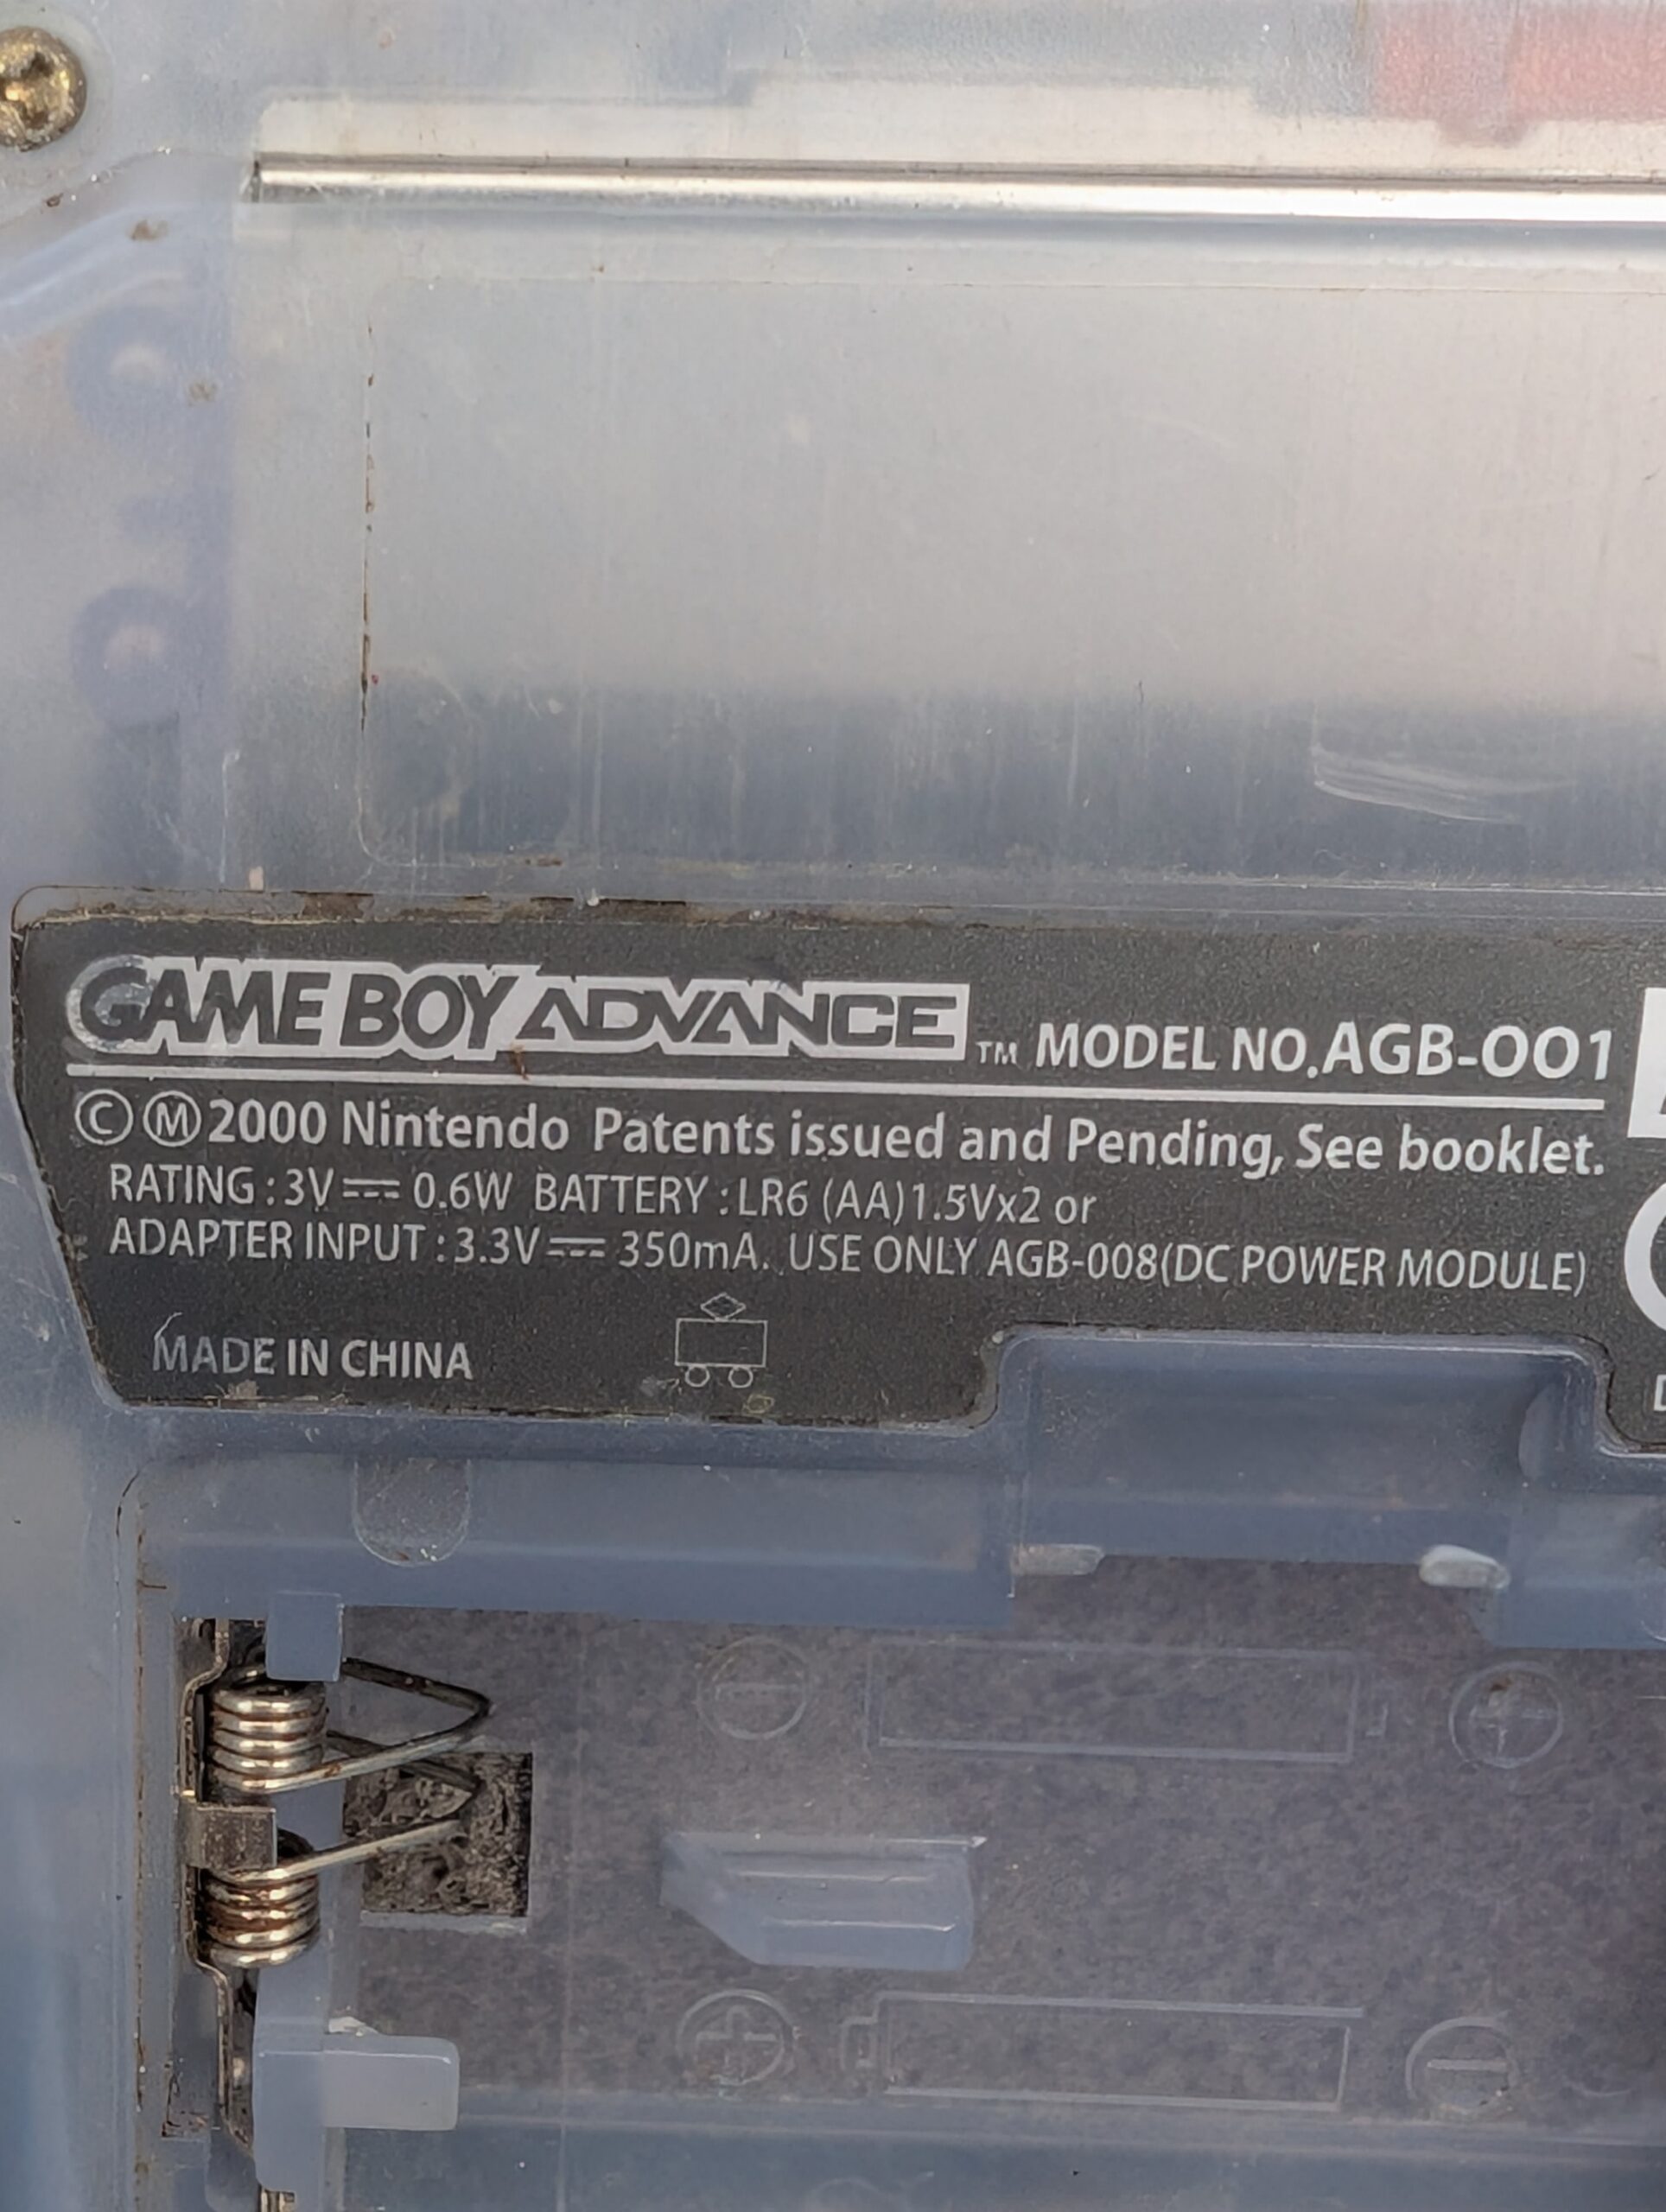 GAME BOY ADVANCE TM MODEL NO.AGB-001
© Ⓜ 2000 Nintendo Patents issued and Pending, See booklet.
RATING : 3V⎓ 0.6W BATTERY : LR6 (AA)1.5Vx2 or
ADAPTER INPUT : 3.3V⎓ 350mA. USE ONLY AGB-008(DC POWER MODULE)
MADE IN CHINA